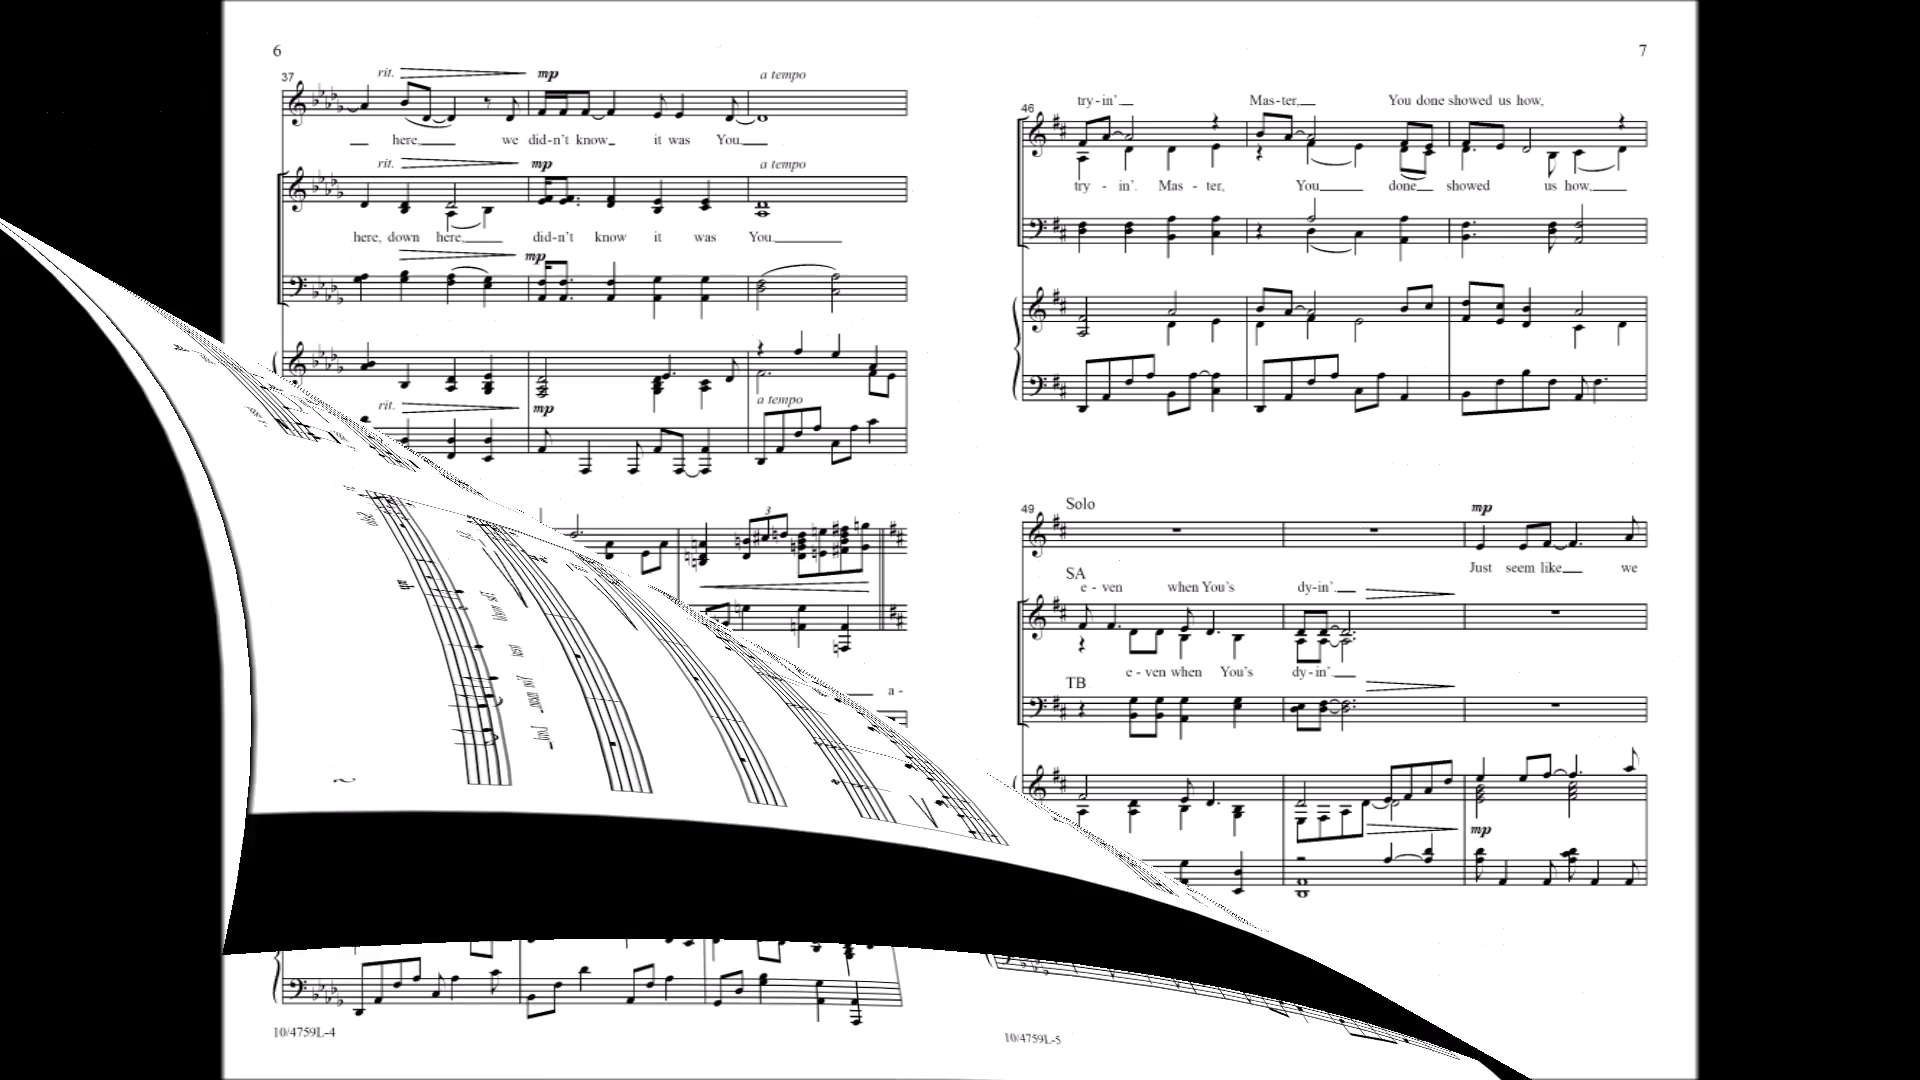 6
37
rit.
mp
a tempo
here, we did-n't know it was You.
rit.
mp
a tempo
here, down here, did-n't know it was You.
mp
rit.
mp
a tempo
3
a -
10/4759L-4
7
46
try - in'. Mas - ter, You done showed us how,
try - in'. Mas - ter, You done showed us how,
49
Solo
mp
Just seem like we
SA
e - ven when You's dy-in'.
e - ven when You's dy-in'.
TB
mp
10/4759L-5